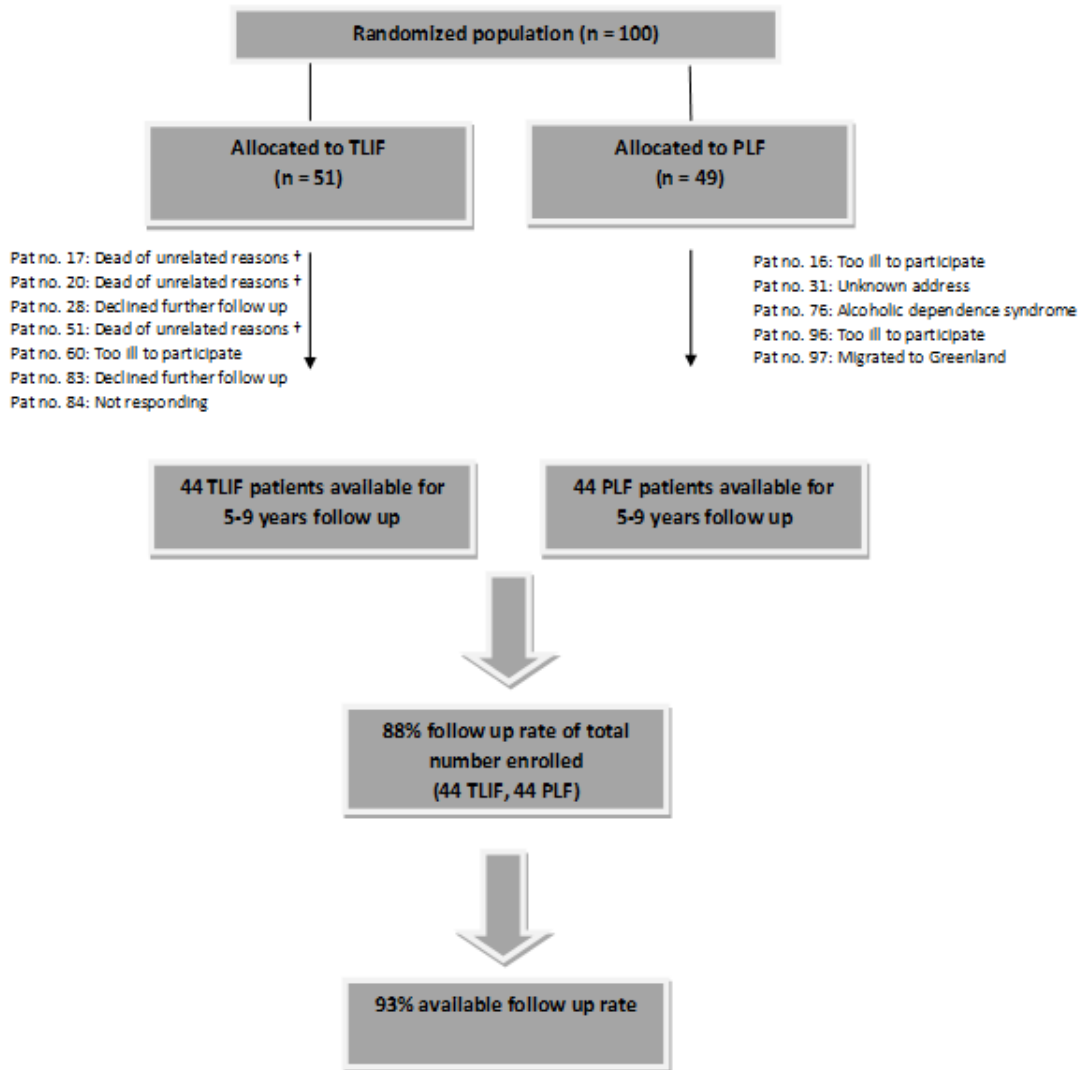 Randomized population (n = 100)
Allocated to TLIF
(n = 51)
Allocated to PLF
(n = 49)
Pat no. 17: Dead of unrelated reasons †
Pat no. 20: Dead of unrelated reasons †
Pat no. 28: Declined further follow up
Pat no. 51: Dead of unrelated reasons †
Pat no. 60: Too ill to participate
Pat no. 83: Declined further follow up
Pat no. 84: Not responding
Pat no. 16: Too ill to participate
Pat no. 31: Unknown address
Pat no. 76: Alcoholic dependence syndrome
Pat no. 96: Too ill to participate
Pat no. 97: Migrated to Greenland
44 TLIF patients available for
5-9 years follow up
44 PLF patients available for
5-9 years follow up
88% follow up rate of total
number enrolled
(44 TLIF, 44 PLF)
93% available follow up rate